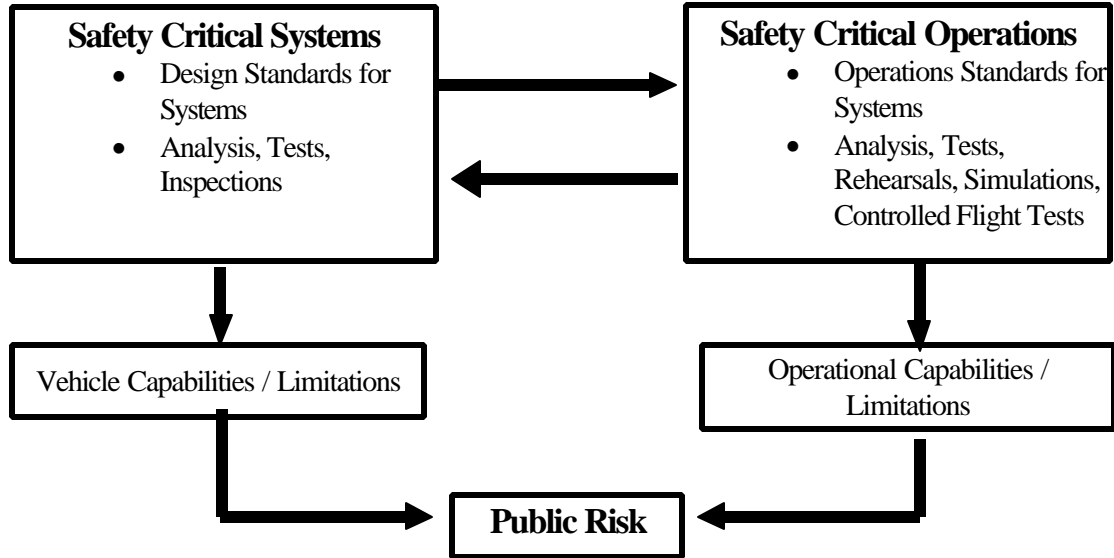 Safety Critical Systems
• Design Standards for
Systems
• Analysis, Tests,
Inspections
Safety Critical Operations
• Operations Standards for
Systems
• Analysis, Tests,
Rehearsals, Simulations,
Controlled Flight Tests
Vehicle Capabilities / Limitations
Operational Capabilities /
Limitations
Public Risk